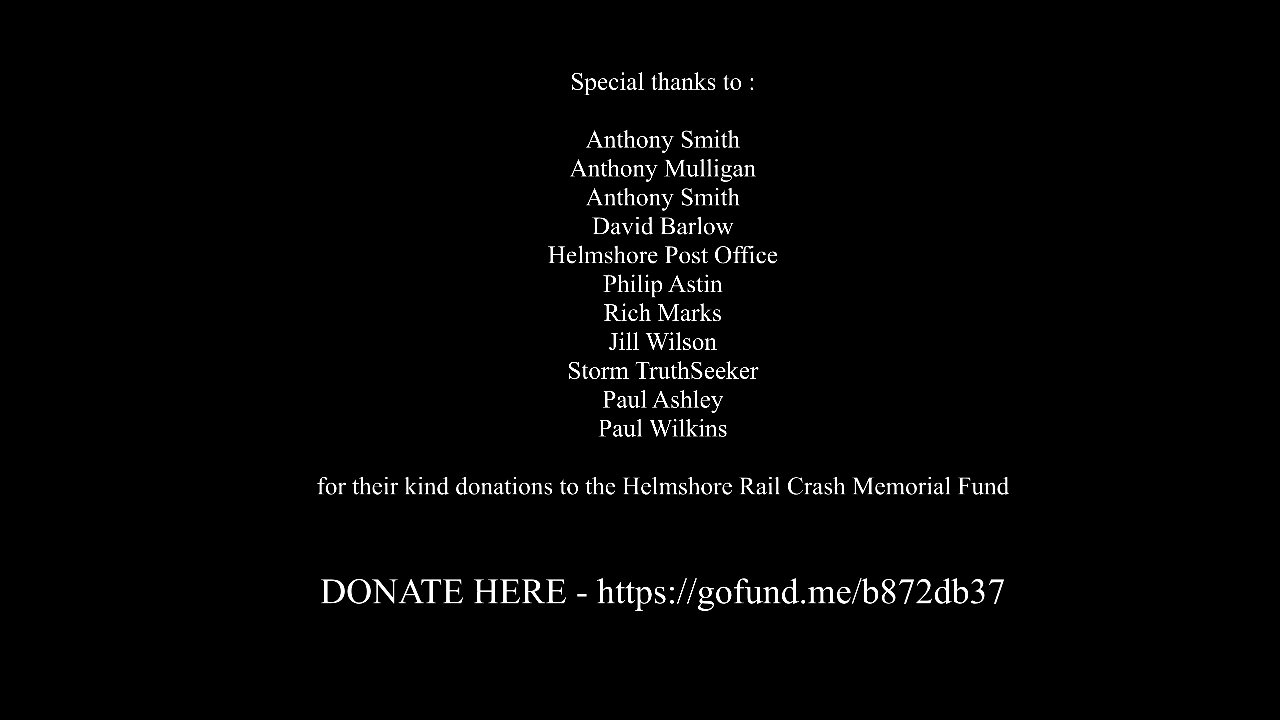 Special thanks to :
Anthony Smith
Anthony Mulligan
Anthony Smith
David Barlow
Helmshore Post Office
Philip Astin
Rich Marks
Jill Wilson
Storm TruthSeeker
Paul Ashley
Paul Wilkins
for their kind donations to the Helmshore Rail Crash Memorial Fund
DONATE HERE - https://gofund.me/b872db37